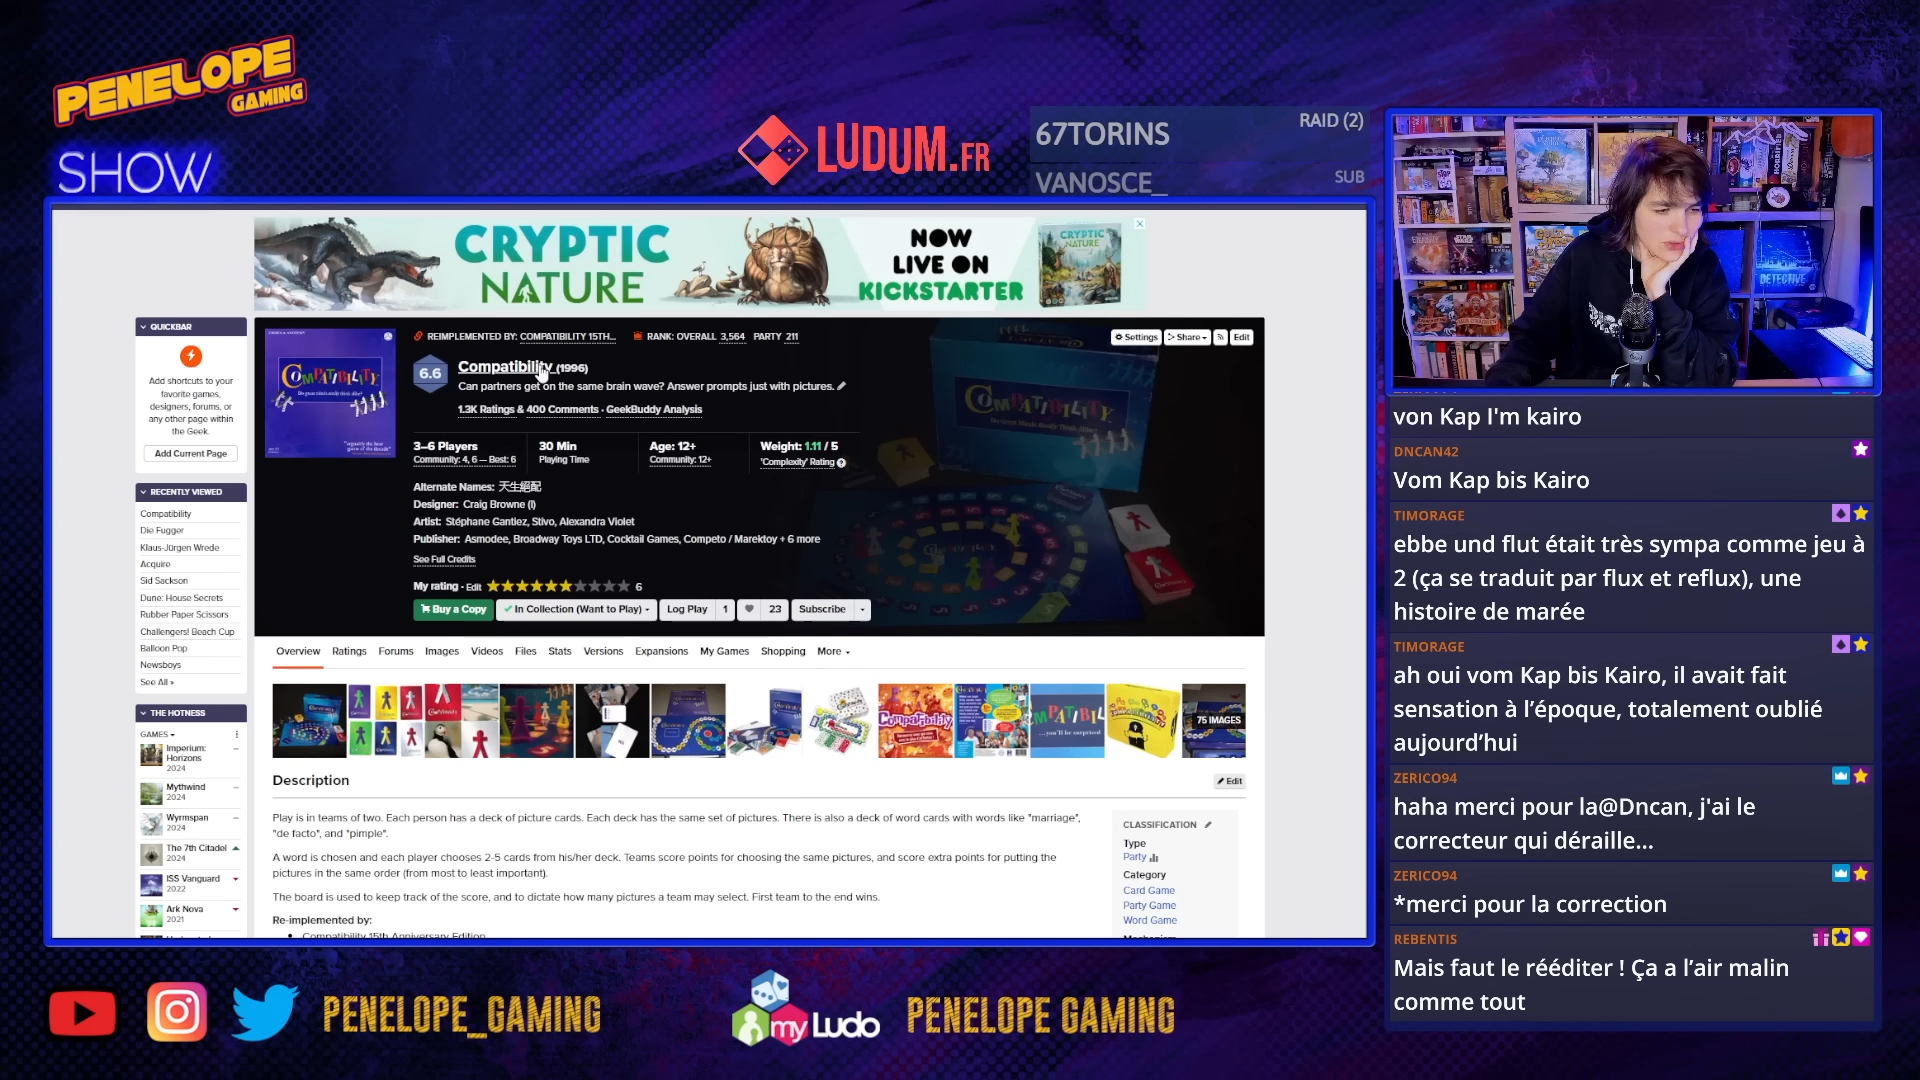 PENELOPE
GAMING
SHOW
LUDUM.FR
67TORINS
RAID (2)
VANOSCE_
SUB
CRYPTIC
NATURE
NOW
LIVE ON
KICKSTARTER
CRYPTIC
NATURE
QUICKBAR
Add shortcuts to your
favorite games,
designers, forums, or
any other page within
the Geek.
Add Current Page
RECENTLY VIEWED
Compatibility
Die Fugger
Klaus-Jürgen Wrede
Acquire
Sid Sackson
Dune: House Secrets
Rubber Paper Scissors
Challengers! Beach Cup
Balloon Pop
Newsboys
See All »
THE HOTNESS
GAMES
Imperium:
Horizons
2024
Mythwind
2024
Wyrmspan
2024
The 7th Citadel
2024
ISS Vanguard
2022
Ark Nova
2021
REIMPLEMENTED BY: COMPATIBILITY 15TH...
RANK: OVERALL 3,564 PARTY 211
Settings
Share
Edit
COMPATIBILITY
6.6
Compatibility (1996)
Can partners get on the same brain wave? Answer prompts just with pictures.
1.3K Ratings & 400 Comments · GeekBuddy Analysis
3–6 Players
Community: 4, 6 — Best: 6
30 Min
Playing Time
Age: 12+
Community: 12+
Weight: 1.11 / 5
'Complexity' Rating
Alternate Names: 天生絕配
Designer: Craig Browne (I)
Artist: Stéphane Gantiez, Stivo, Alexandra Violet
Publisher: Asmodee, Broadway Toys LTD, Cocktail Games, Competo / Marektoy + 6 more
See Full Credits
My rating · Edit
6
Buy a Copy
In Collection (Want to Play)
Log Play
1
23
Subscribe
COMPATIBILITY
Overview
Ratings
Forums
Images
Videos
Files
Stats
Versions
Expansions
My Games
Shopping
More
Compatibility
MPATIBIL
...you'll be surprised
75 IMAGES
Description
Edit
Play is in teams of two. Each person has a deck of picture cards. Each deck has the same set of pictures. There is also a deck of word cards with words like "marriage",
"de facto", and "pimple".
A word is chosen and each player chooses 2-5 cards from his/her deck. Teams score points for choosing the same pictures, and score extra points for putting the
pictures in the same order (from most to least important).
The board is used to keep track of the score, and to dictate how many pictures a team may select. First team to the end wins.
Re-implemented by:
Compatibility 15th Anniversary Edition
CLASSIFICATION
Type
Party
Category
Card Game
Party Game
Word Game
DETECTIVE
von Kap I'm kairo
DNCAN42
Vom Kap bis Kairo
TIMORAGE
ebbe und flut était très sympa comme jeu à
2 (ça se traduit par flux et reflux), une
histoire de marée
TIMORAGE
ah oui vom Kap bis Kairo, il avait fait
sensation à l’époque, totalement oublié
aujourd’hui
ZERICO94
haha merci pour la@Dncan, j'ai le
correcteur qui déraille...
ZERICO94
*merci pour la correction
REBENTIS
Mais faut le rééditer ! Ça a l’air malin
comme tout
PENELOPE_GAMING
myLudo
PENELOPE GAMING